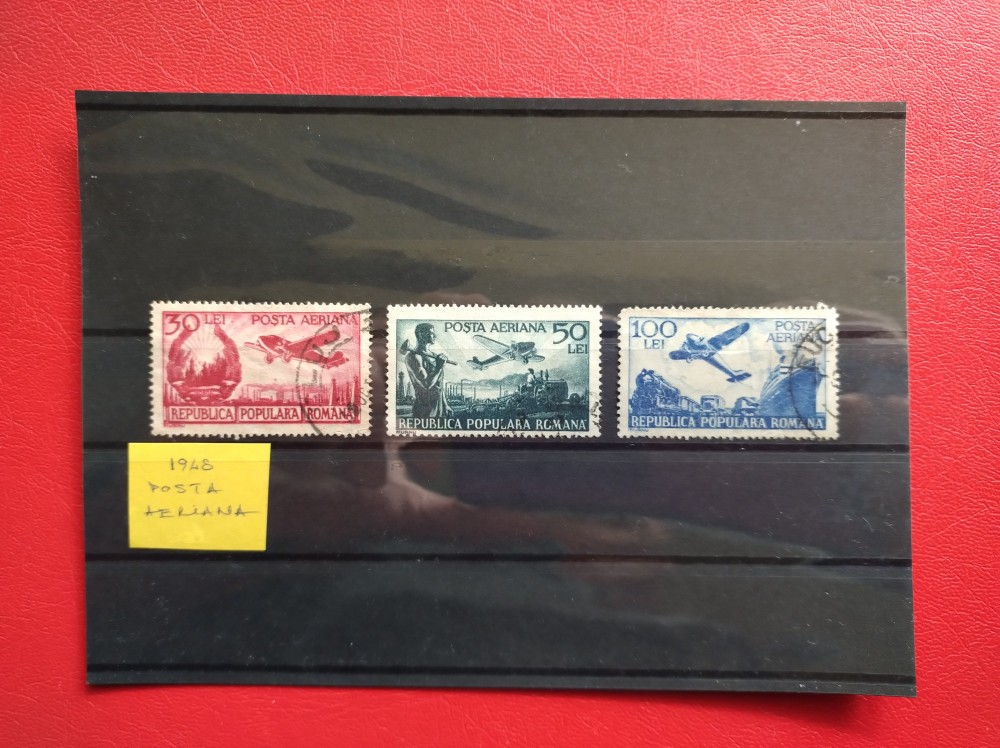 30 LEI POSTA AERIANA
REPUBLICA POPULARA ROMANA
POSTA AERIANA 50
LEI
REPUBLICA POPULARA ROMANA
100 POSTA
LEI AERIANA
REPUBLICA POPULARA ROMANA
1948
POSTA
AERIANA